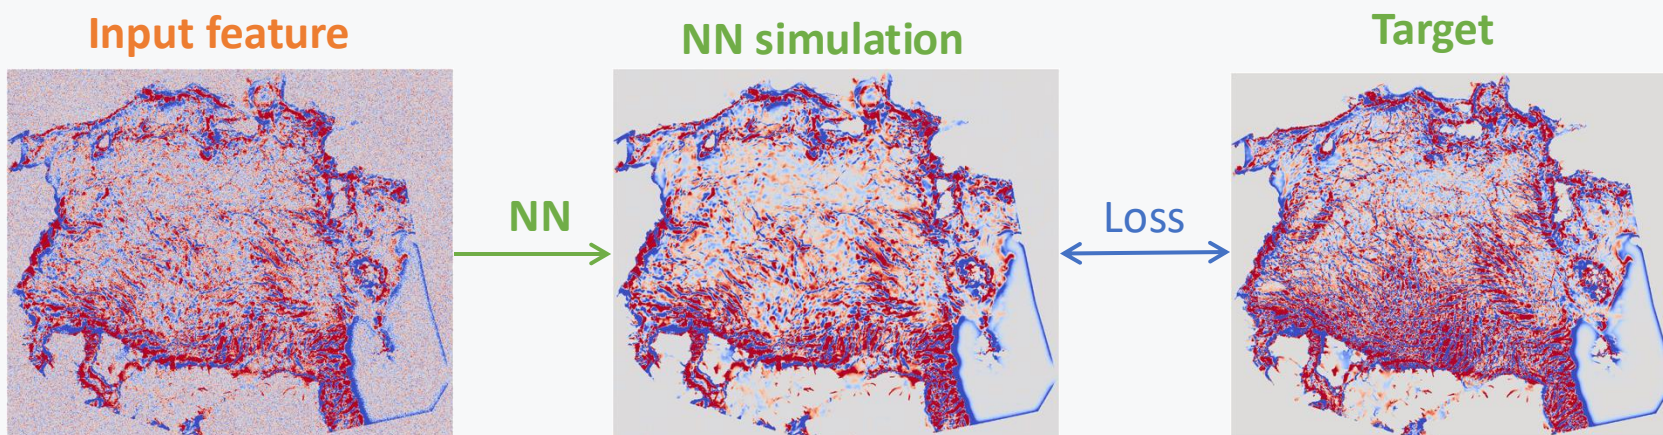 Input feature
NN simulation
Target
NN
Loss